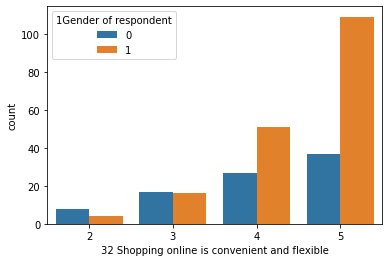 1Gender of respondent
0
1
100
80
60
40
20
0
count
2 3 4 5
32 Shopping online is convenient and flexible